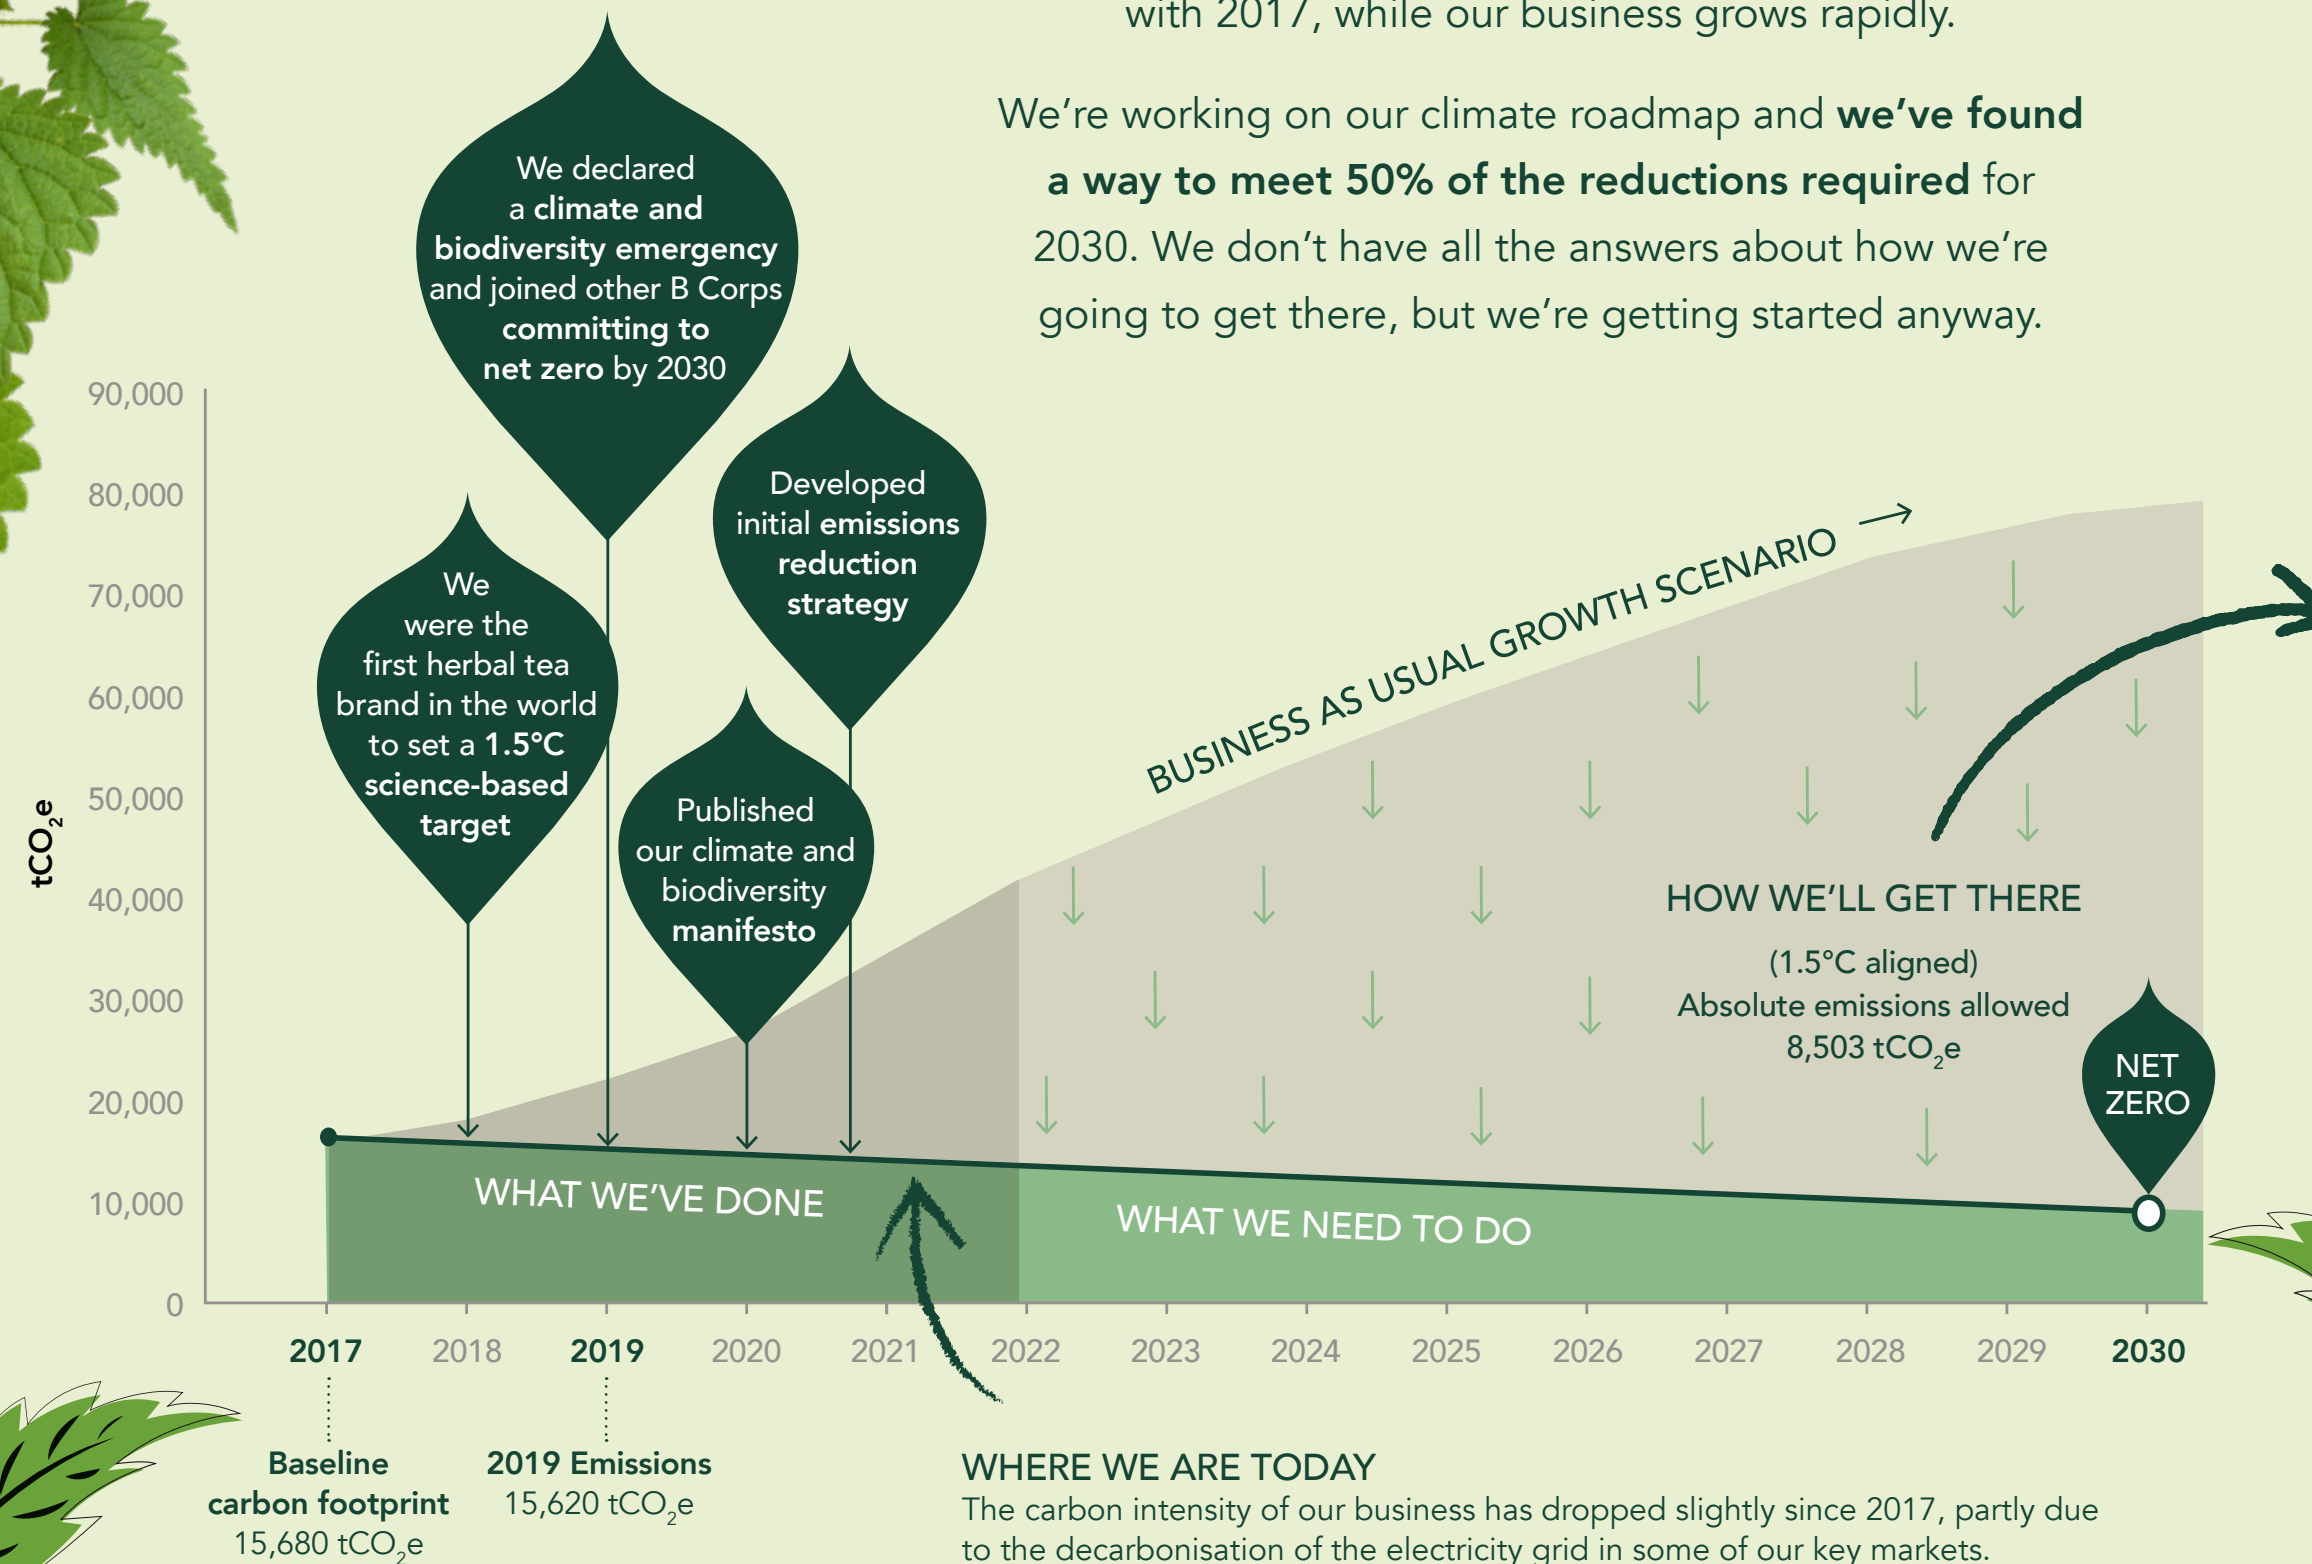 with 2017, while our business grows rapidly.
We’re working on our climate roadmap and we’ve found
a way to meet 50% of the reductions required for
2030. We don’t have all the answers about how we’re
going to get there, but we’re getting started anyway.
We declared
a climate and
biodiversity emergency
and joined other B Corps
committing to
net zero by 2030
Developed
initial emissions
reduction
strategy
We
were the
first herbal tea
brand in the world
to set a 1.5°C
science-based
target
Published
our climate and
biodiversity
manifesto
tCO₂e
90,000
80,000
70,000
60,000
50,000
40,000
30,000
20,000
10,000
0
BUSINESS AS USUAL GROWTH SCENARIO →
HOW WE’LL GET THERE
(1.5°C aligned)
Absolute emissions allowed
8,503 tCO₂e
NET
ZERO
WHAT WE’VE DONE
WHAT WE NEED TO DO
2017 2018 2019 2020 2021 2022 2023 2024 2025 2026 2027 2028 2029 2030
Baseline
carbon footprint
15,680 tCO₂e
2019 Emissions
15,620 tCO₂e
WHERE WE ARE TODAY
The carbon intensity of our business has dropped slightly since 2017, partly due
to the decarbonisation of the electricity grid in some of our key markets.